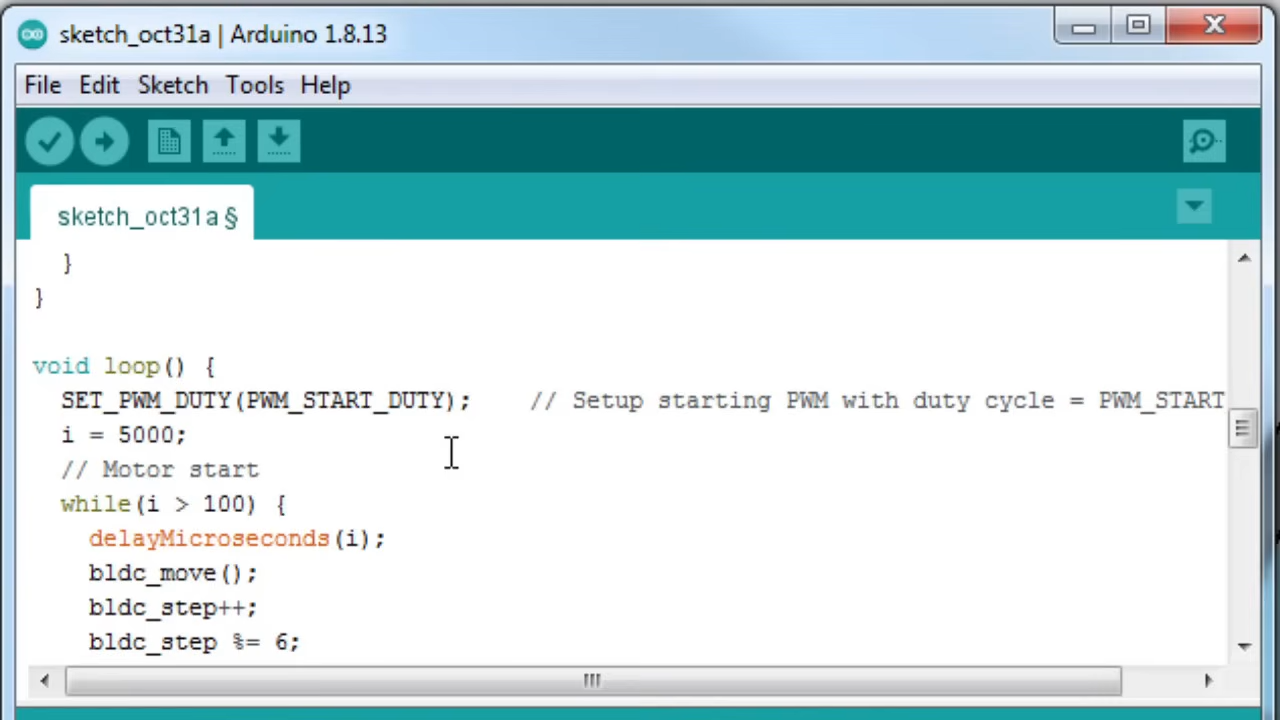 sketch_oct31a | Arduino 1.8.13
File Edit Sketch Tools Help
sketch_oct31a §
  }
}
void loop() {
  SET_PWM_DUTY(PWM_START_DUTY);    // Setup starting PWM with duty cycle = PWM_START
  i = 5000;
  // Motor start
  while(i > 100) {
    delayMicroseconds(i);
    bldc_move();
    bldc_step++;
    bldc_step %= 6;